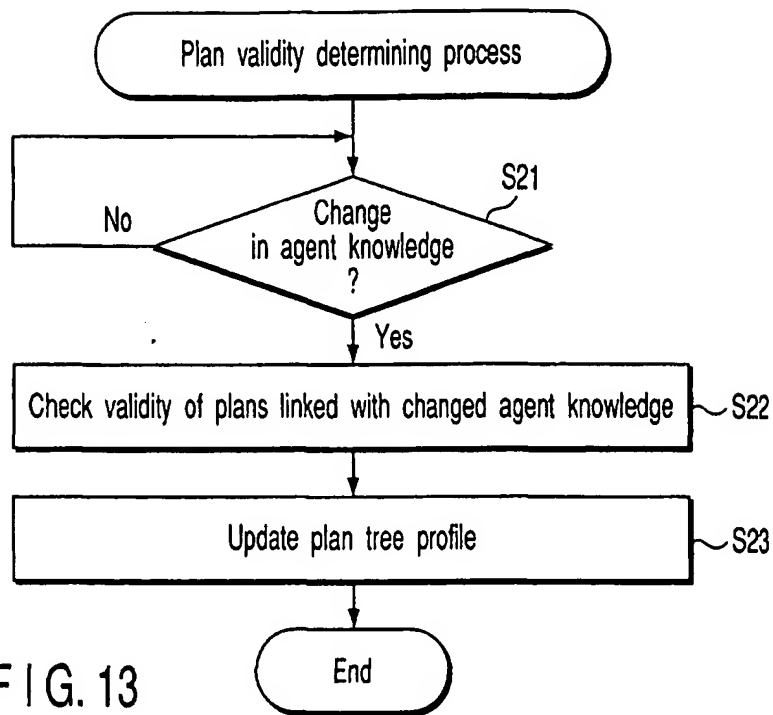 Plan validity determining process
S21
No
Change
in agent knowledge
?
Yes
Check validity of plans linked with changed agent knowledge
S22
Update plan tree profile
S23
End
FIG. 13